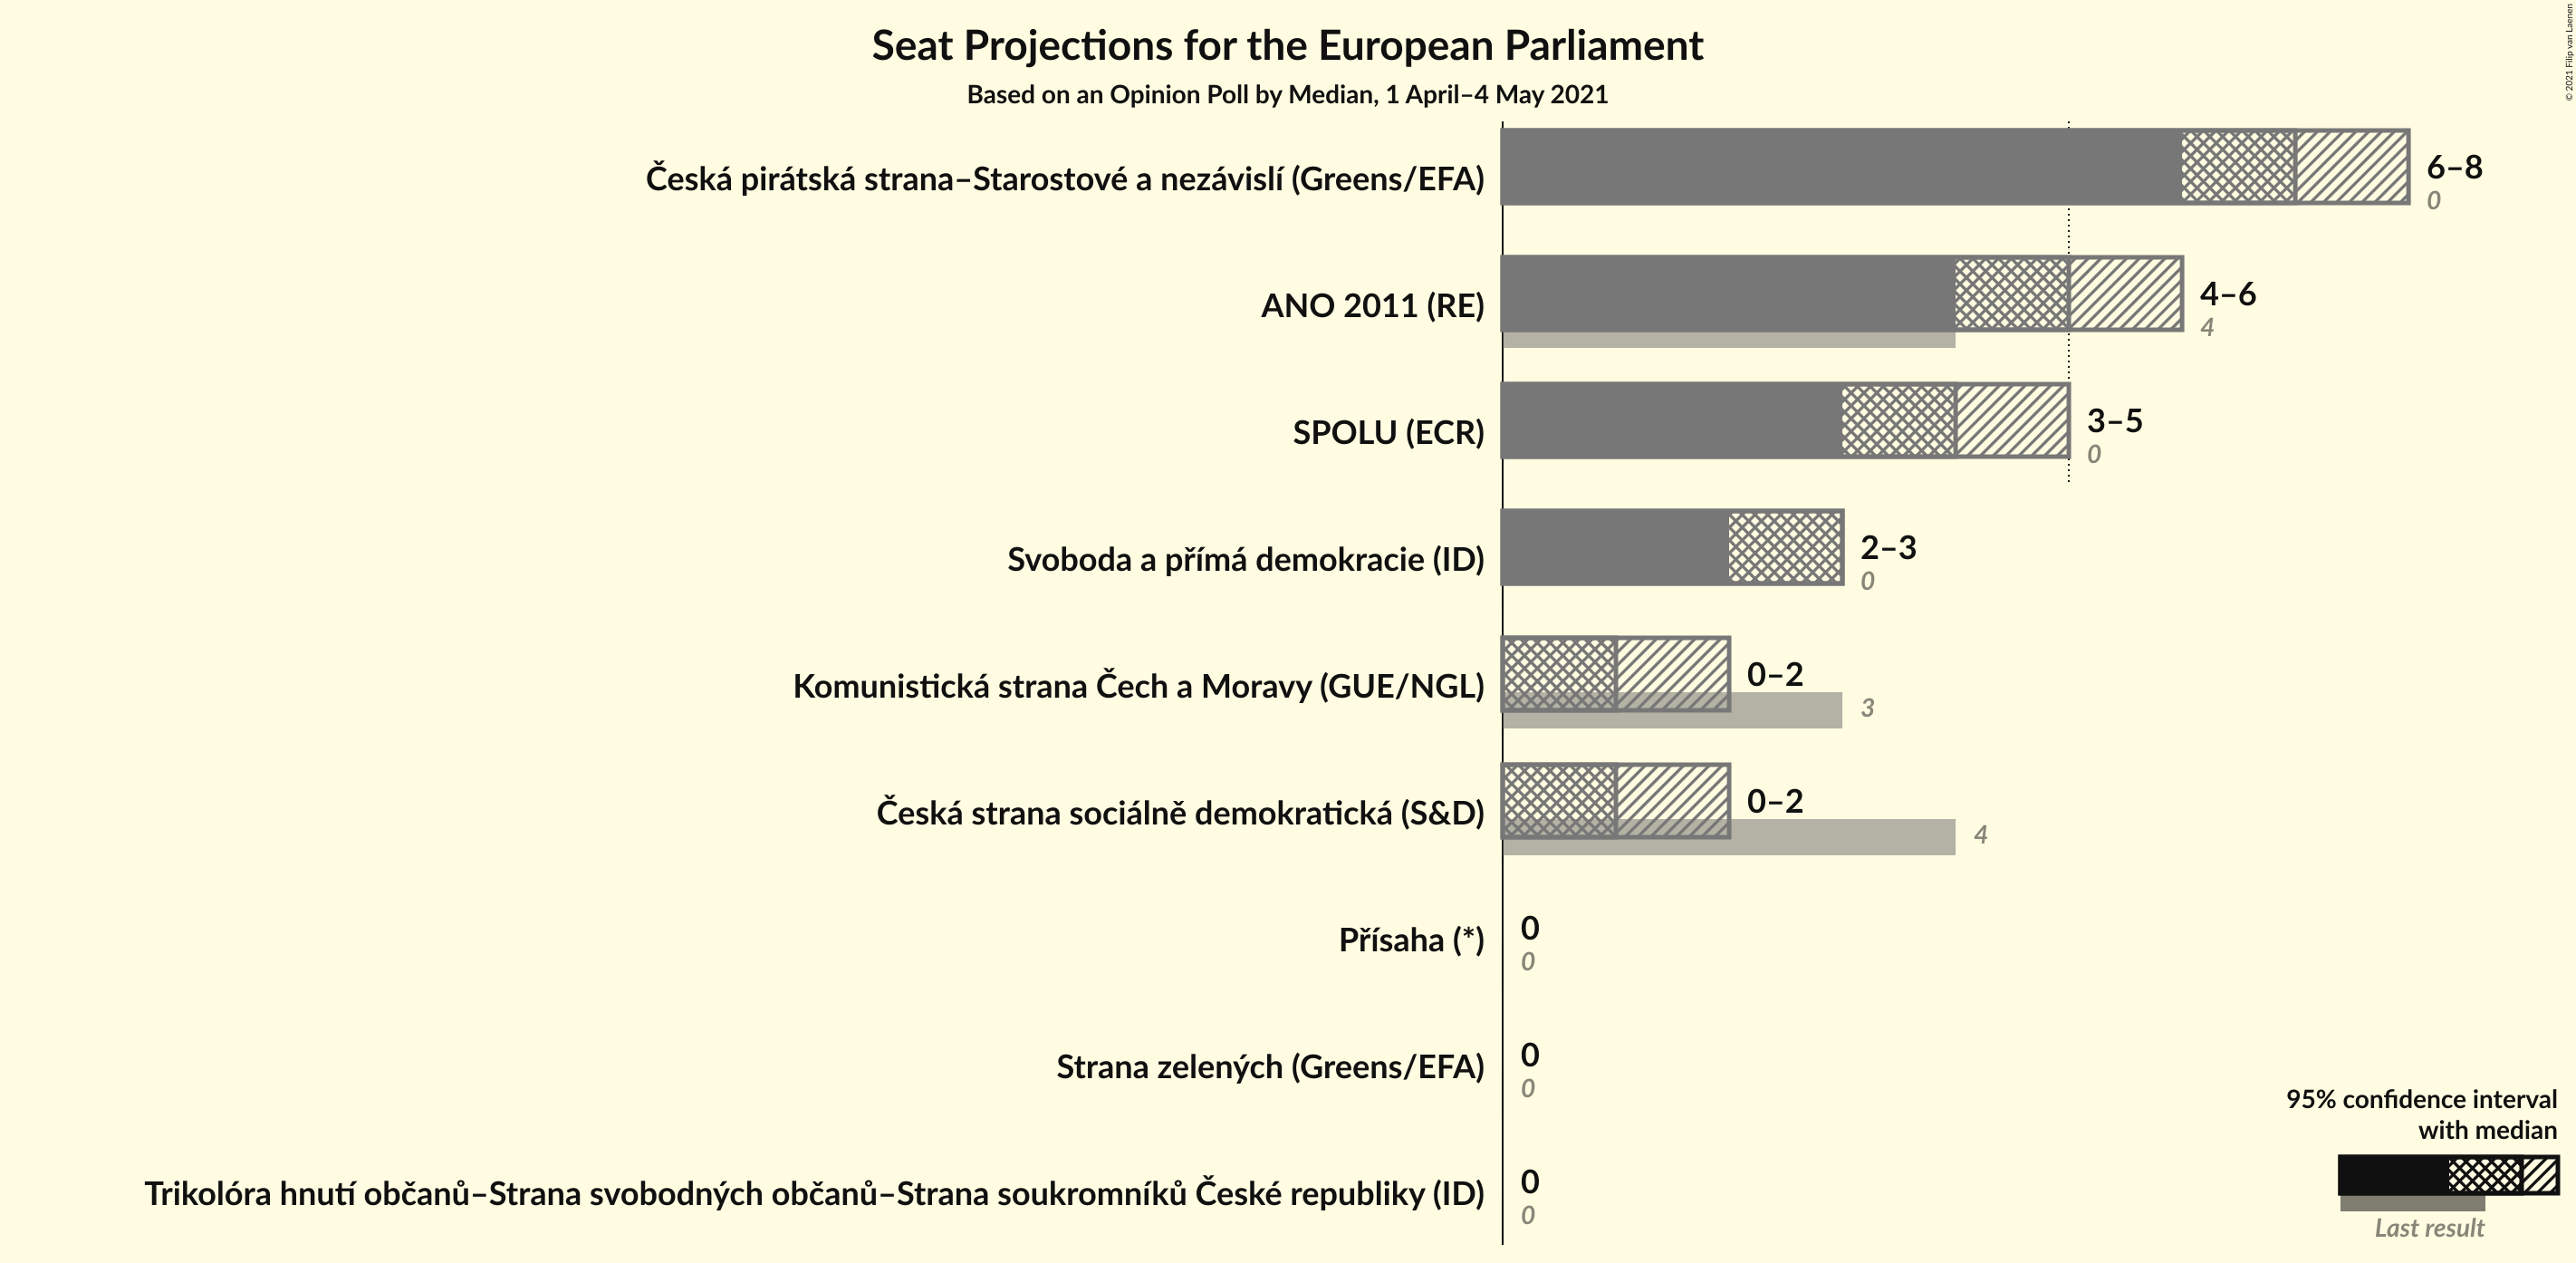 Seat Projections for the European Parliament
Based on an Opinion Poll by Median, 1 April–4 May 2021
© 2021 Filip van Laenen
Česká pirátská strana–Starostové a nezávislí (Greens/EFA)
6–8
0
ANO 2011 (RE)
4–6
4
SPOLU (ECR)
3–5
0
Svoboda a přímá demokracie (ID)
2–3
0
Komunistická strana Čech a Moravy (GUE/NGL)
0–2
3
Česká strana sociálně demokratická (S&D)
0–2
4
Přísaha (*)
0
0
Strana zelených (Greens/EFA)
0
0
Trikolóra hnutí občanů–Strana svobodných občanů–Strana soukromníků České republiky (ID)
0
0
95% confidence interval
with median
Last result